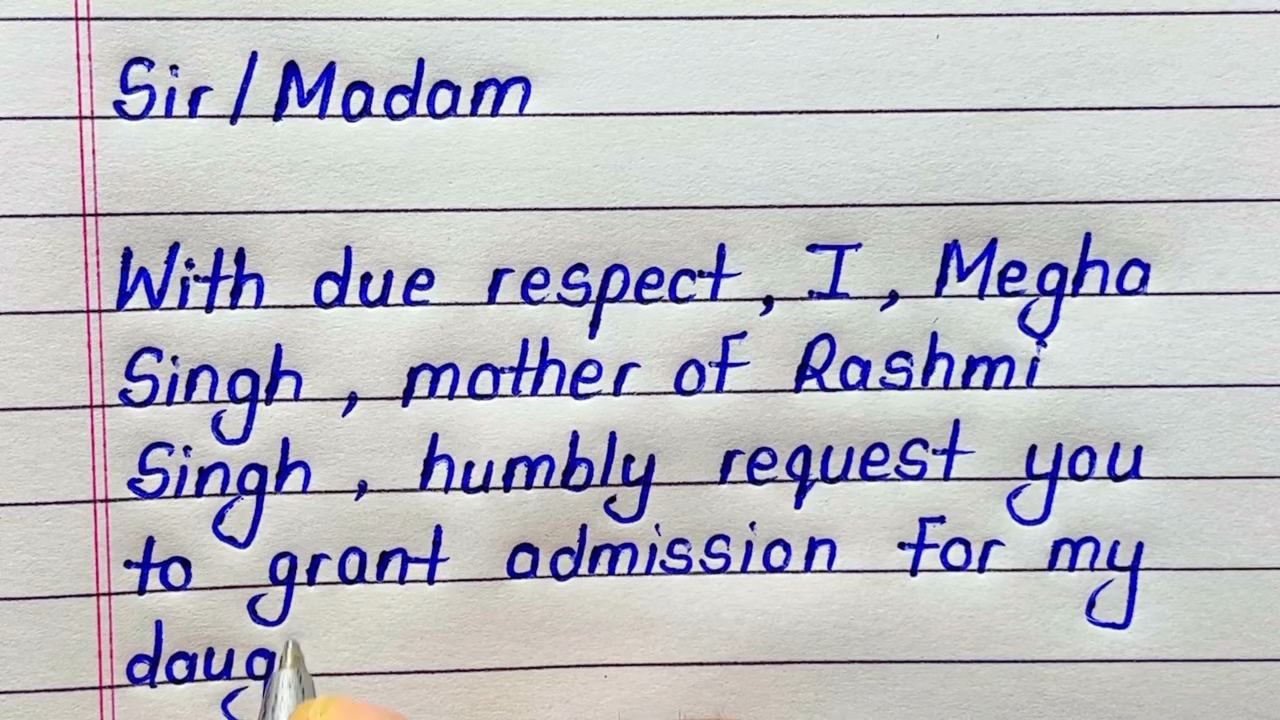 Sir/Madam
With due respect, I, Megha
Singh, mother of Rashmi
Singh, humbly request you
to grant admission for my
daug